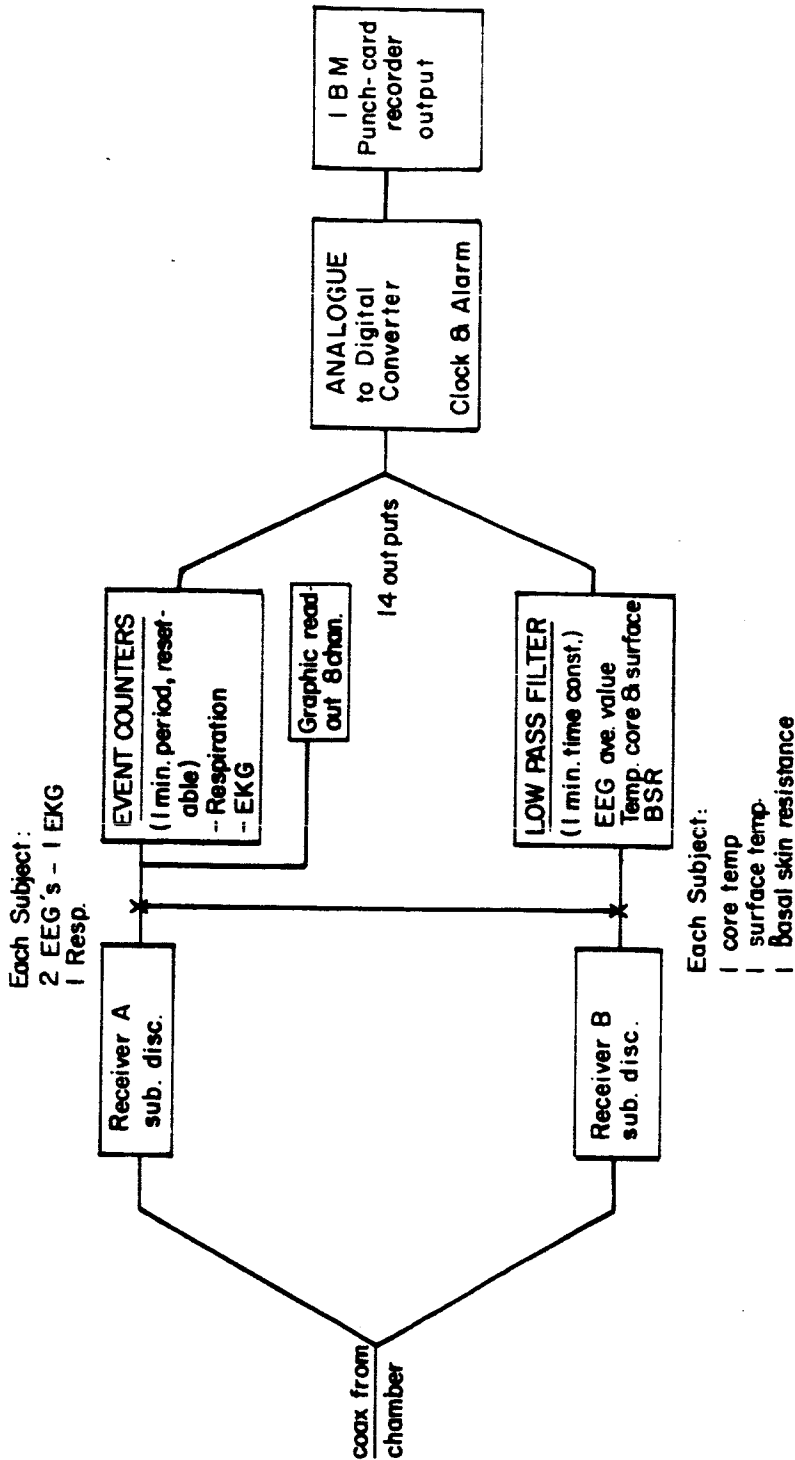 coax from
chamber
Receiver A
sub. disc.
Receiver B
sub. disc.
Each Subject:
2 EEG's - 1 EKG
1 Resp.
EVENT COUNTERS
(1 min. period, reset-
able)
- Respiration
- EKG
Graphic read-
out 8chan.
14 outputs
LOW PASS FILTER
(1 min. time const.)
EEG ave. value
Temp. core & surface
BSR
Each Subject:
1 core temp
1 surface temp.
1 Basal skin resistance
ANALOGUE
to Digital
Converter
Clock & Alarm
IBM
Punch-card
recorder
output